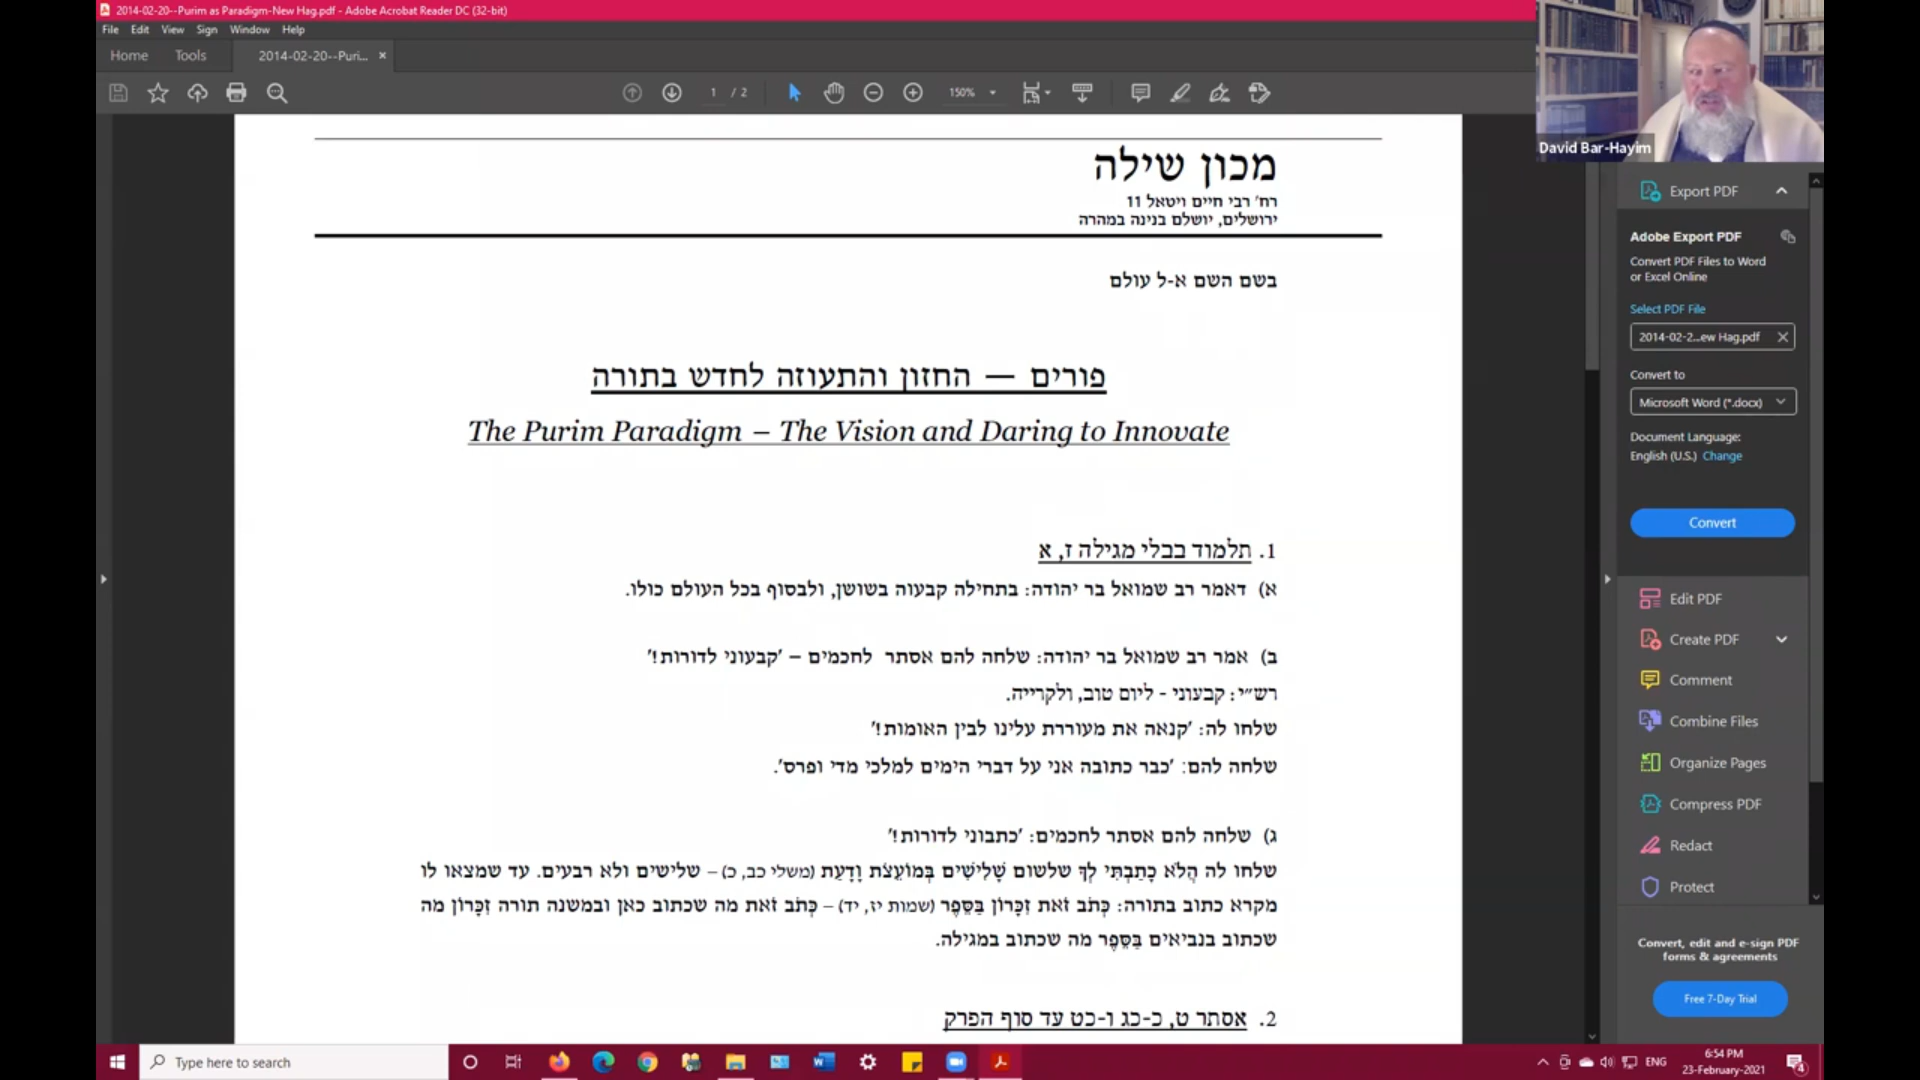 2014-02-20--Purim as Paradigm-New Hag.pdf - Adobe Acrobat Reader DC (32-bit)
File Edit View Sign Window Help
Home Tools 2014-02-20--Puri... ×
1 / 2 150%
David Bar-Hayim
מכון שילה
רח' רבי חיים ויטאל 11
ירושלים, יושלם בנינה במהרה
בשם השם א-ל עולם
פורים — החזון והתעוזה לחדש בתורה
The Purim Paradigm – The Vision and Daring to Innovate
1. תלמוד בבלי מגילה ז, א
א) דאמר רב שמואל בר יהודה: בתחילה קבעוה בשושן, ולבסוף בכל העולם כולו.
ב) אמר רב שמואל בר יהודה: שלחה להם אסתר לחכמים – 'קבעוני לדורות!'
רש״י: קבעוני - ליום טוב, ולקרייה.
שלחו לה: 'קנאה את מעוררת עלינו לבין האומות!'
שלחה להם: 'כבר כתובה אני על דברי הימים למלכי מדי ופרס'.
ג) שלחה להם אסתר לחכמים: 'כתבוני לדורות!'
שלחו לה הֲלֹא כָתַבְתִּי לְךָ שלשום שָׁלִישִׁים בְּמוֹעֵצֹת וָדָעַת (משלי כב, כ) – שלישים ולא רבעים. עד שמצאו לו
מקרא כתוב בתורה: כְּתֹב זֹאת זִכָּרוֹן בַּסֵּפֶר (שמות יז, יד) – כְּתֹב זֹאת מה שכתוב כאן ובמשנה תורה זִכָּרוֹן מה
שכתוב בנביאים בַּסֵּפֶר מה שכתוב במגילה.
2. אסתר ט, כ-כג ו-כט עד סוף הפרק
Export PDF
Adobe Export PDF
Convert PDF Files to Word
or Excel Online
Select PDF File
2014-02-2...ew Hag.pdf
Convert to
Microsoft Word (*.docx)
Document Language:
English (U.S.) Change
Convert
Edit PDF
Create PDF
Comment
Combine Files
Organize Pages
Compress PDF
Redact
Protect
Convert, edit and e-sign PDF
forms & agreements
Free 7-Day Trial
Type here to search
ENG
6:54 PM
23-February-2021
4